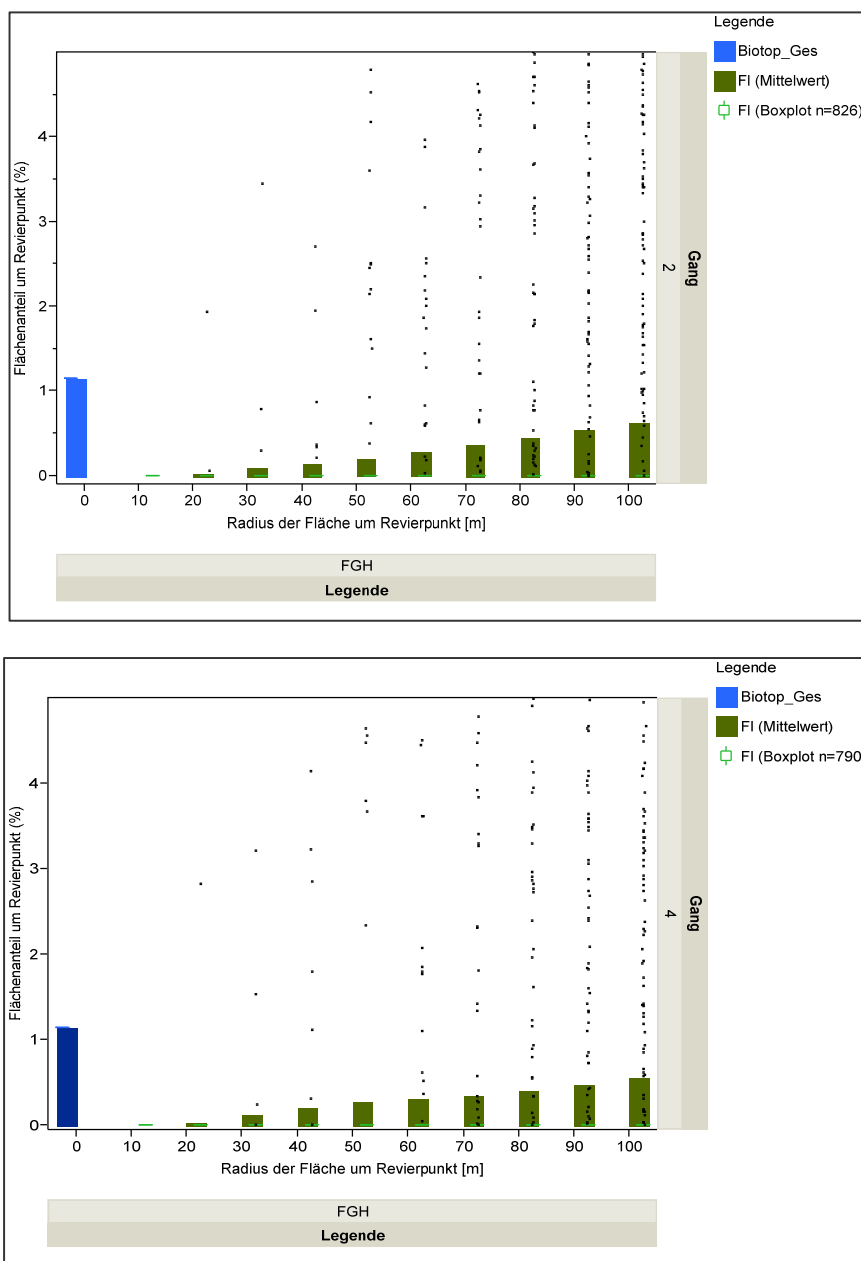 Legende
Biotop_Ges
FI (Mittelwert)
FI (Boxplot n=826)
Flächenanteil um Revierpunkt (%)
4
3
2
1
0
0 10 20 30 40 50 60 70 80 90 100
Radius der Fläche um Revierpunkt [m]
2
Gang
FGH
Legende
Legende
Biotop_Ges
FI (Mittelwert)
FI (Boxplot n=790
Flächenanteil um Revierpunkt (%)
4
3
2
1
0
0 10 20 30 40 50 60 70 80 90 100
Radius der Fläche um Revierpunkt [m]
4
Gang
FGH
Legende